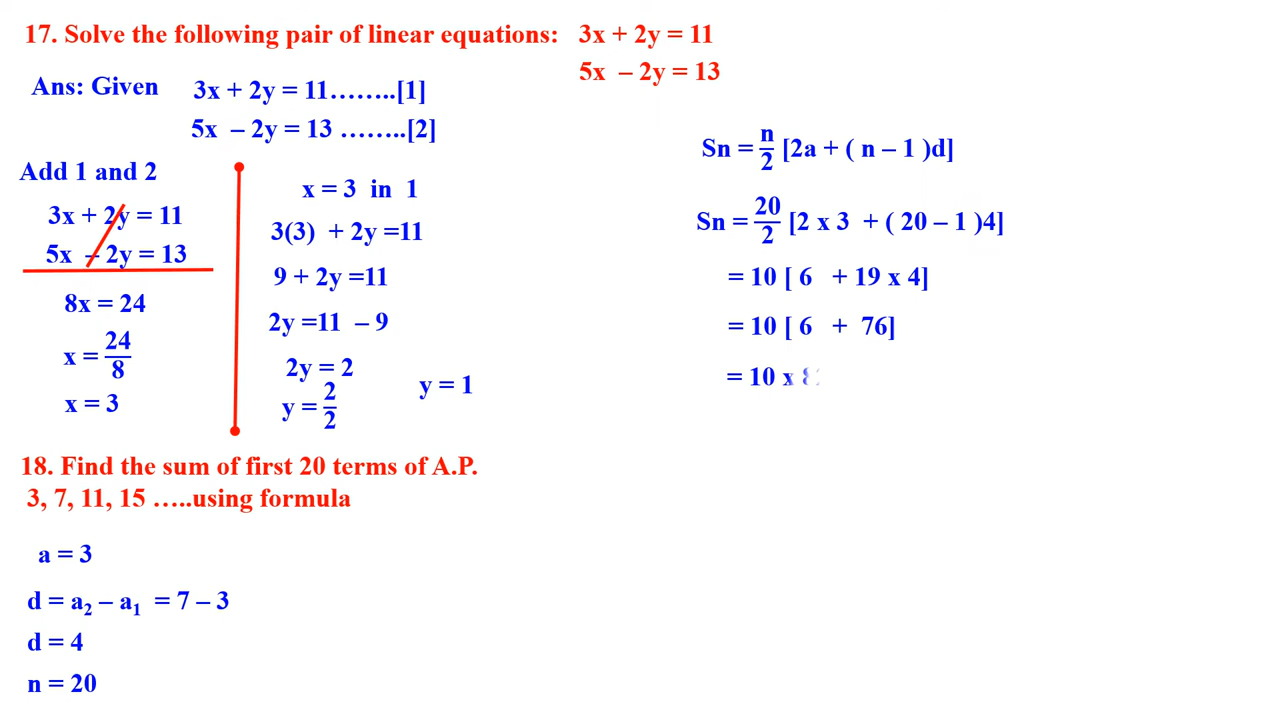 17. Solve the following pair of linear equations: 3x + 2y = 11
5x – 2y = 13
Ans: Given 3x + 2y = 11........[1]
5x – 2y = 13 ........[2]
Add 1 and 2
3x + 2y = 11
5x – 2y = 13
8x = 24
x = 24/8
x = 3
x = 3 in 1
3(3) + 2y =11
9 + 2y =11
2y =11 – 9
2y = 2
y = 2/2
y = 1
18. Find the sum of first 20 terms of A.P.
3, 7, 11, 15 …..using formula
a = 3
d = a₂ – a₁ = 7 – 3
d = 4
n = 20
Sn = n/2 [2a + ( n – 1 )d]
Sn = 20/2 [2 x 3 + ( 20 – 1 )4]
= 10 [ 6 + 19 x 4]
= 10 [ 6 + 76]
= 10 x